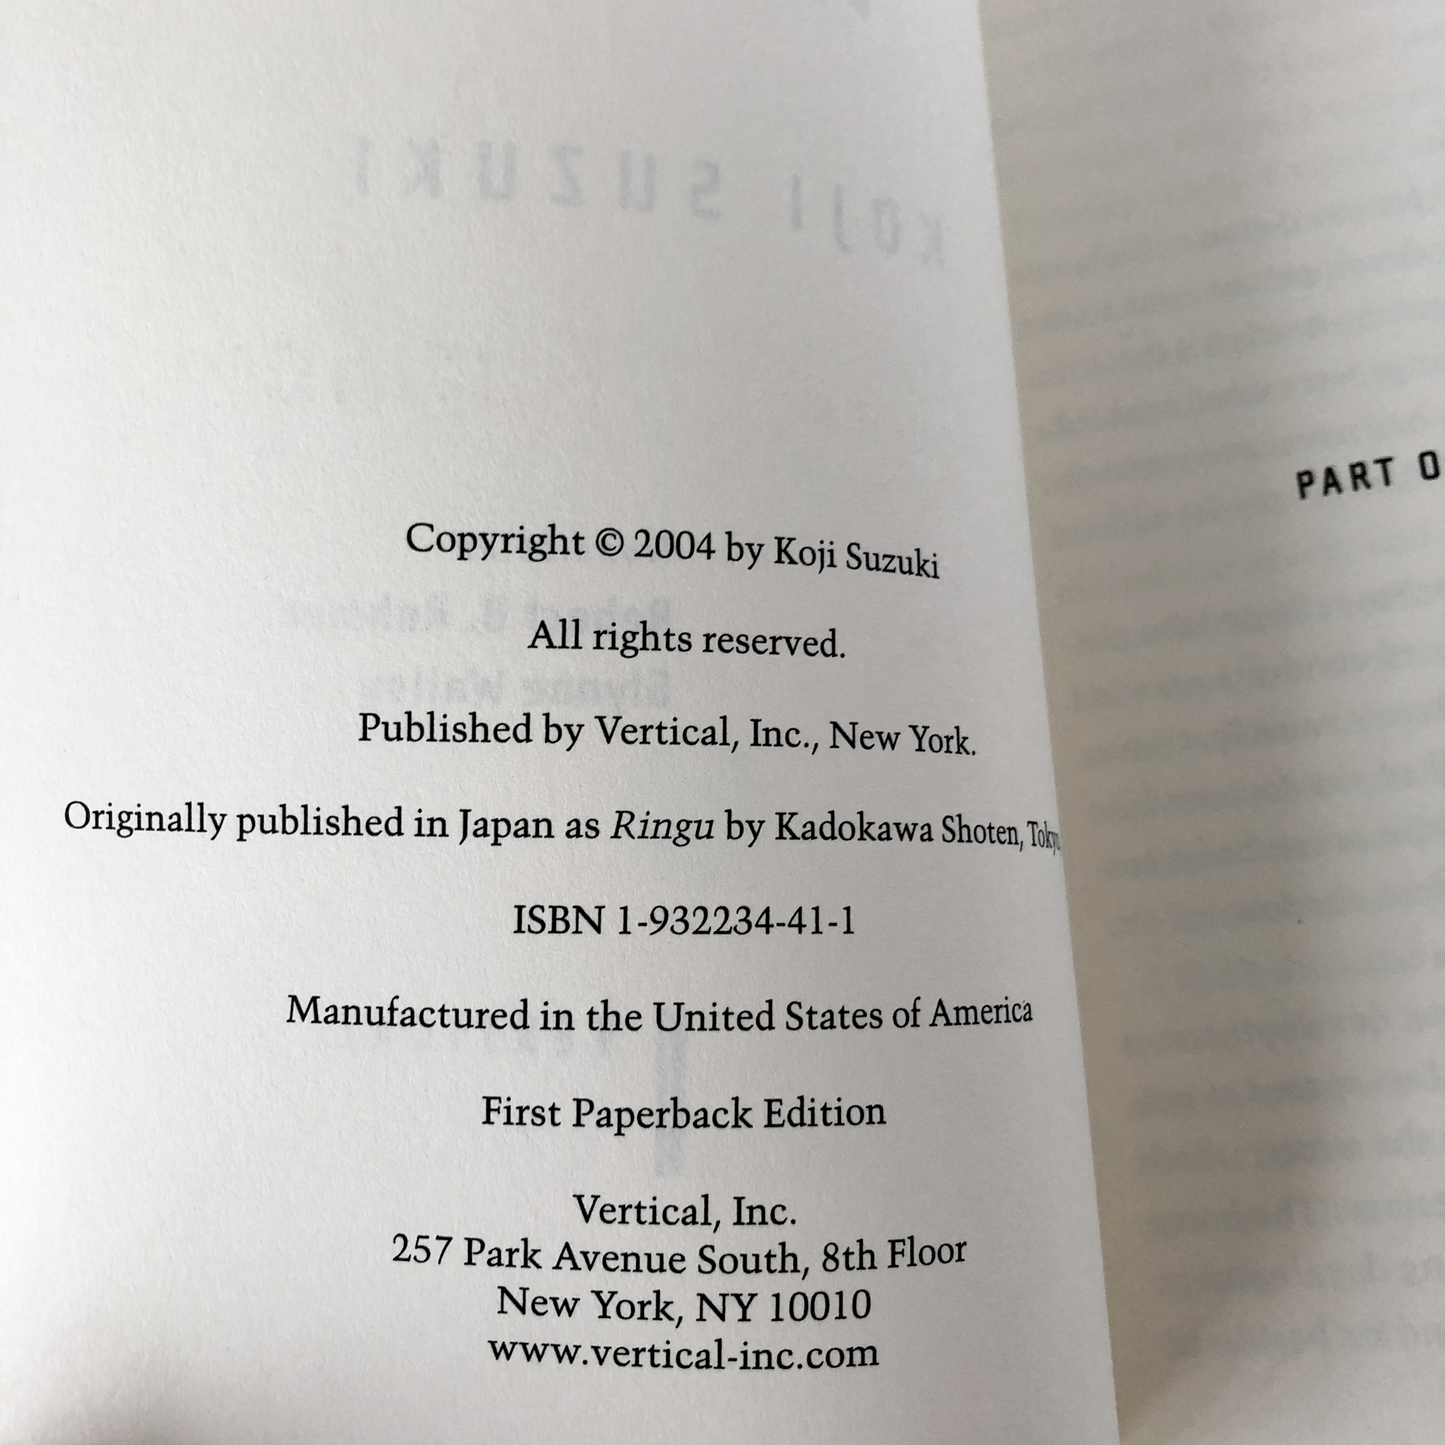 KOJI SUZUKI
Copyright © 2004 by Koji Suzuki
All rights reserved.
Published by Vertical, Inc., New York.
Originally published in Japan as Ringu by Kadokawa Shoten,
ISBN 1-932234-41-1
Manufactured in the United States of America
First Paperback Edition
Vertical, Inc.
257 Park Avenue South, 8th Floor
New York, NY 10010
www.vertical-inc.com
PART O